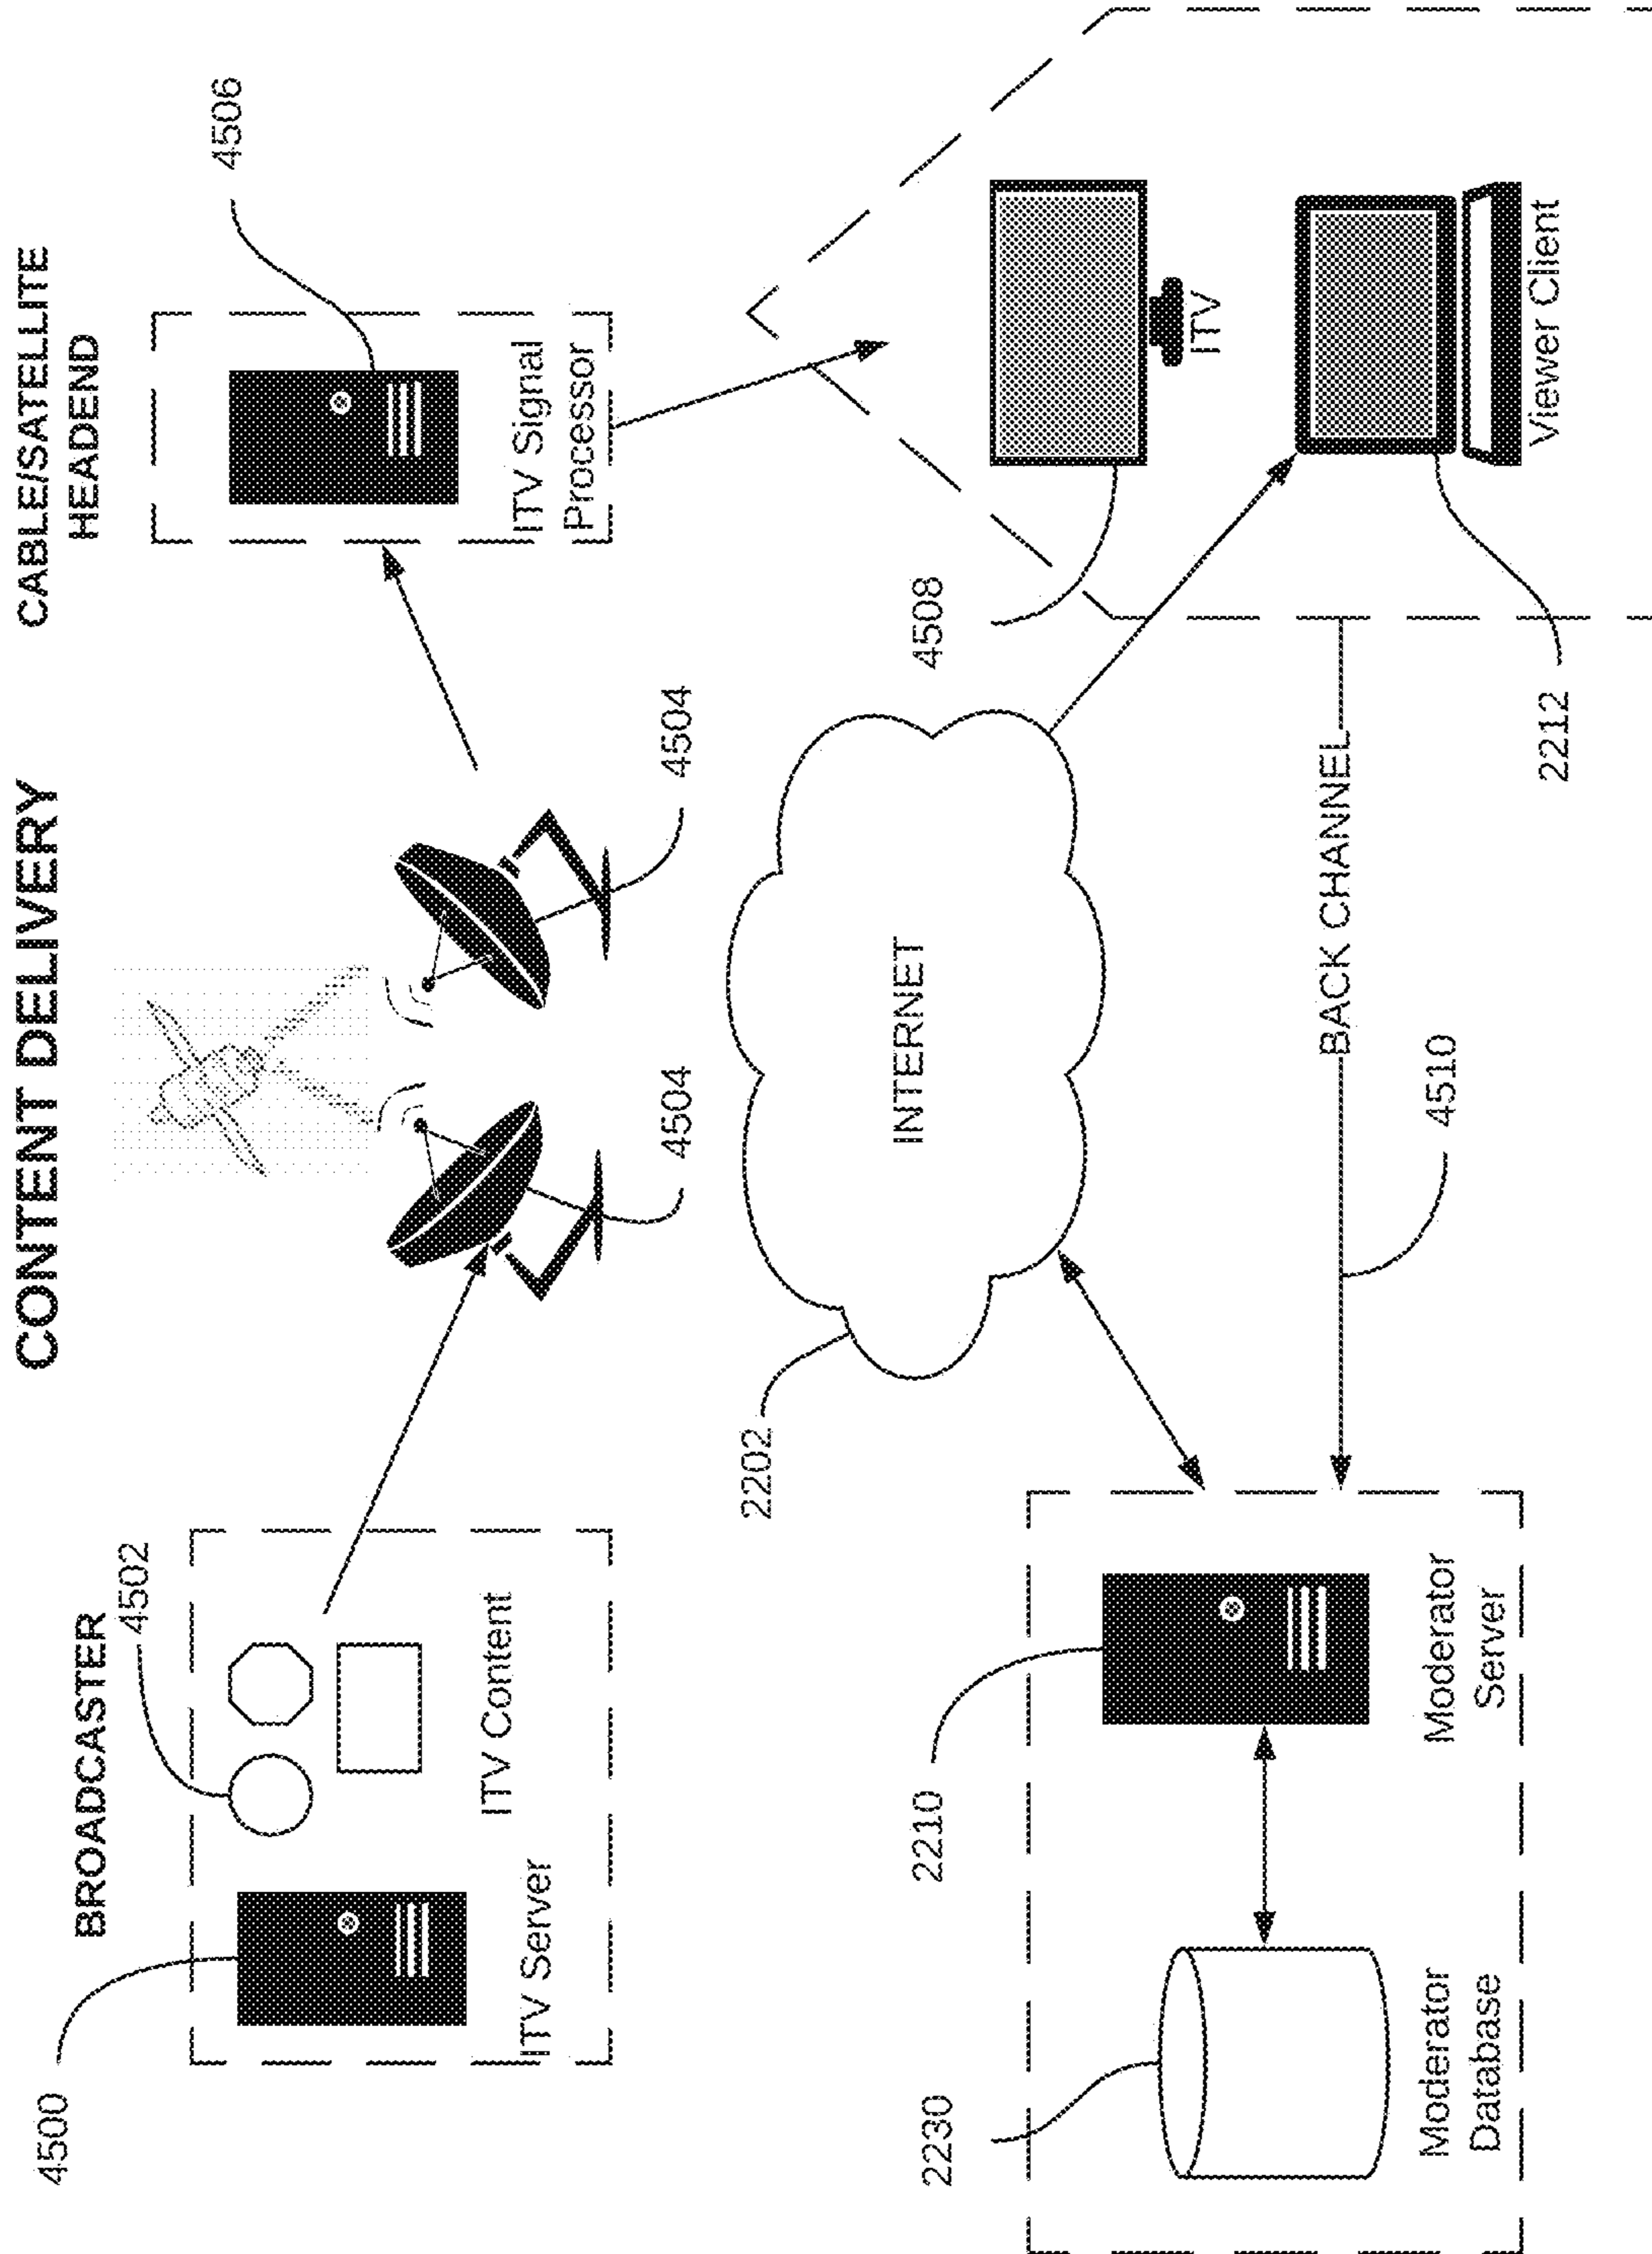 CONTENT DELIVERY
BROADCASTER
CABLE/SATELLITE
HEADEND
4500
4502
4506
ITV Server
ITV Content
ITV Signal
Processor
4504
4504
2202
INTERNET
4508
ITV
2230
2210
BACK CHANNEL
4510
2212
Viewer Client
Moderator
Database
Moderator
Server